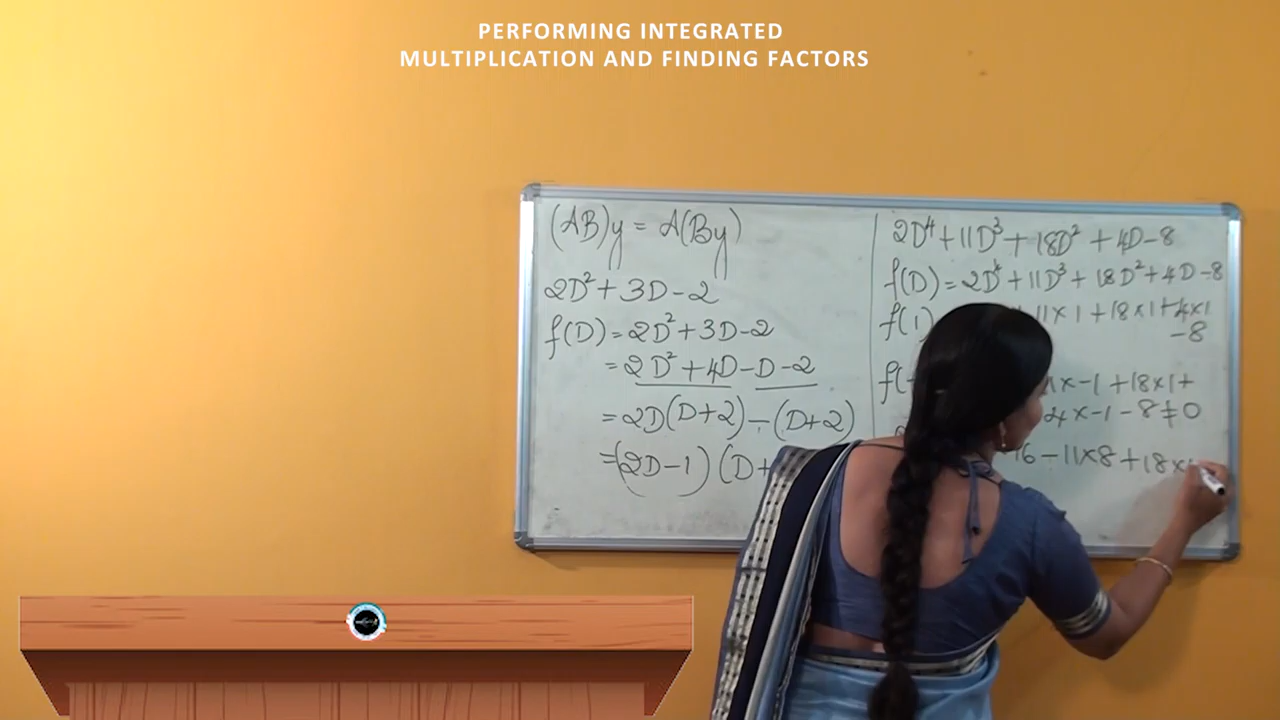 PERFORMING INTEGRATED
MULTIPLICATION AND FINDING FACTORS
(AB)y = A(By)
2D² + 3D - 2
f(D) = 2D² + 3D - 2
= 2D² + 4D - D - 2
= 2D(D+2) - (D+2)
= (2D - 1) (D+
2D⁴ + 11D³ + 18D² + 4D - 8
f(D) = 2D⁴ + 11D³ + 18D² + 4D - 8
f(1) 11 × 1 + 18 × 1 + 4 × 1
- 8
f( 1 × -1 + 18 × 1 +
4 × -1 - 8 ≠ 0
16 - 11 × 8 + 18 ×